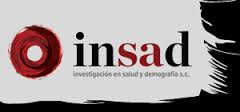 insad
investigación en salud y demografía s.c.